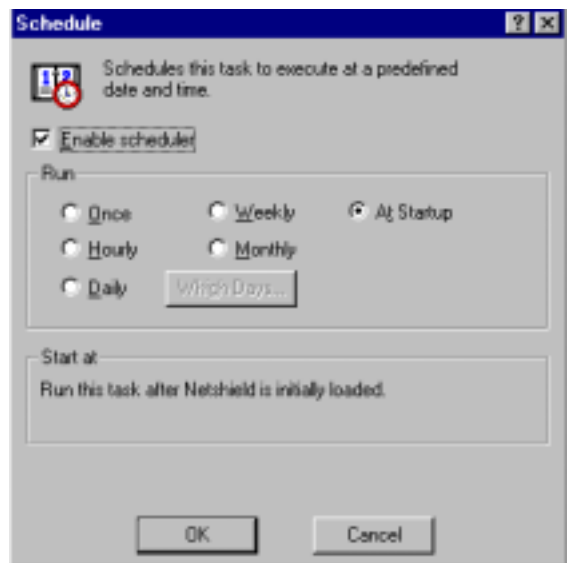 Schedule
Schedules this task to execute at a predefined
date and time.
Enable scheduler
Run
Once
Weekly
At Startup
Hourly
Monthly
Daily
Which Days...
Start at
Run this task after Netshield is initially loaded.
OK
Cancel